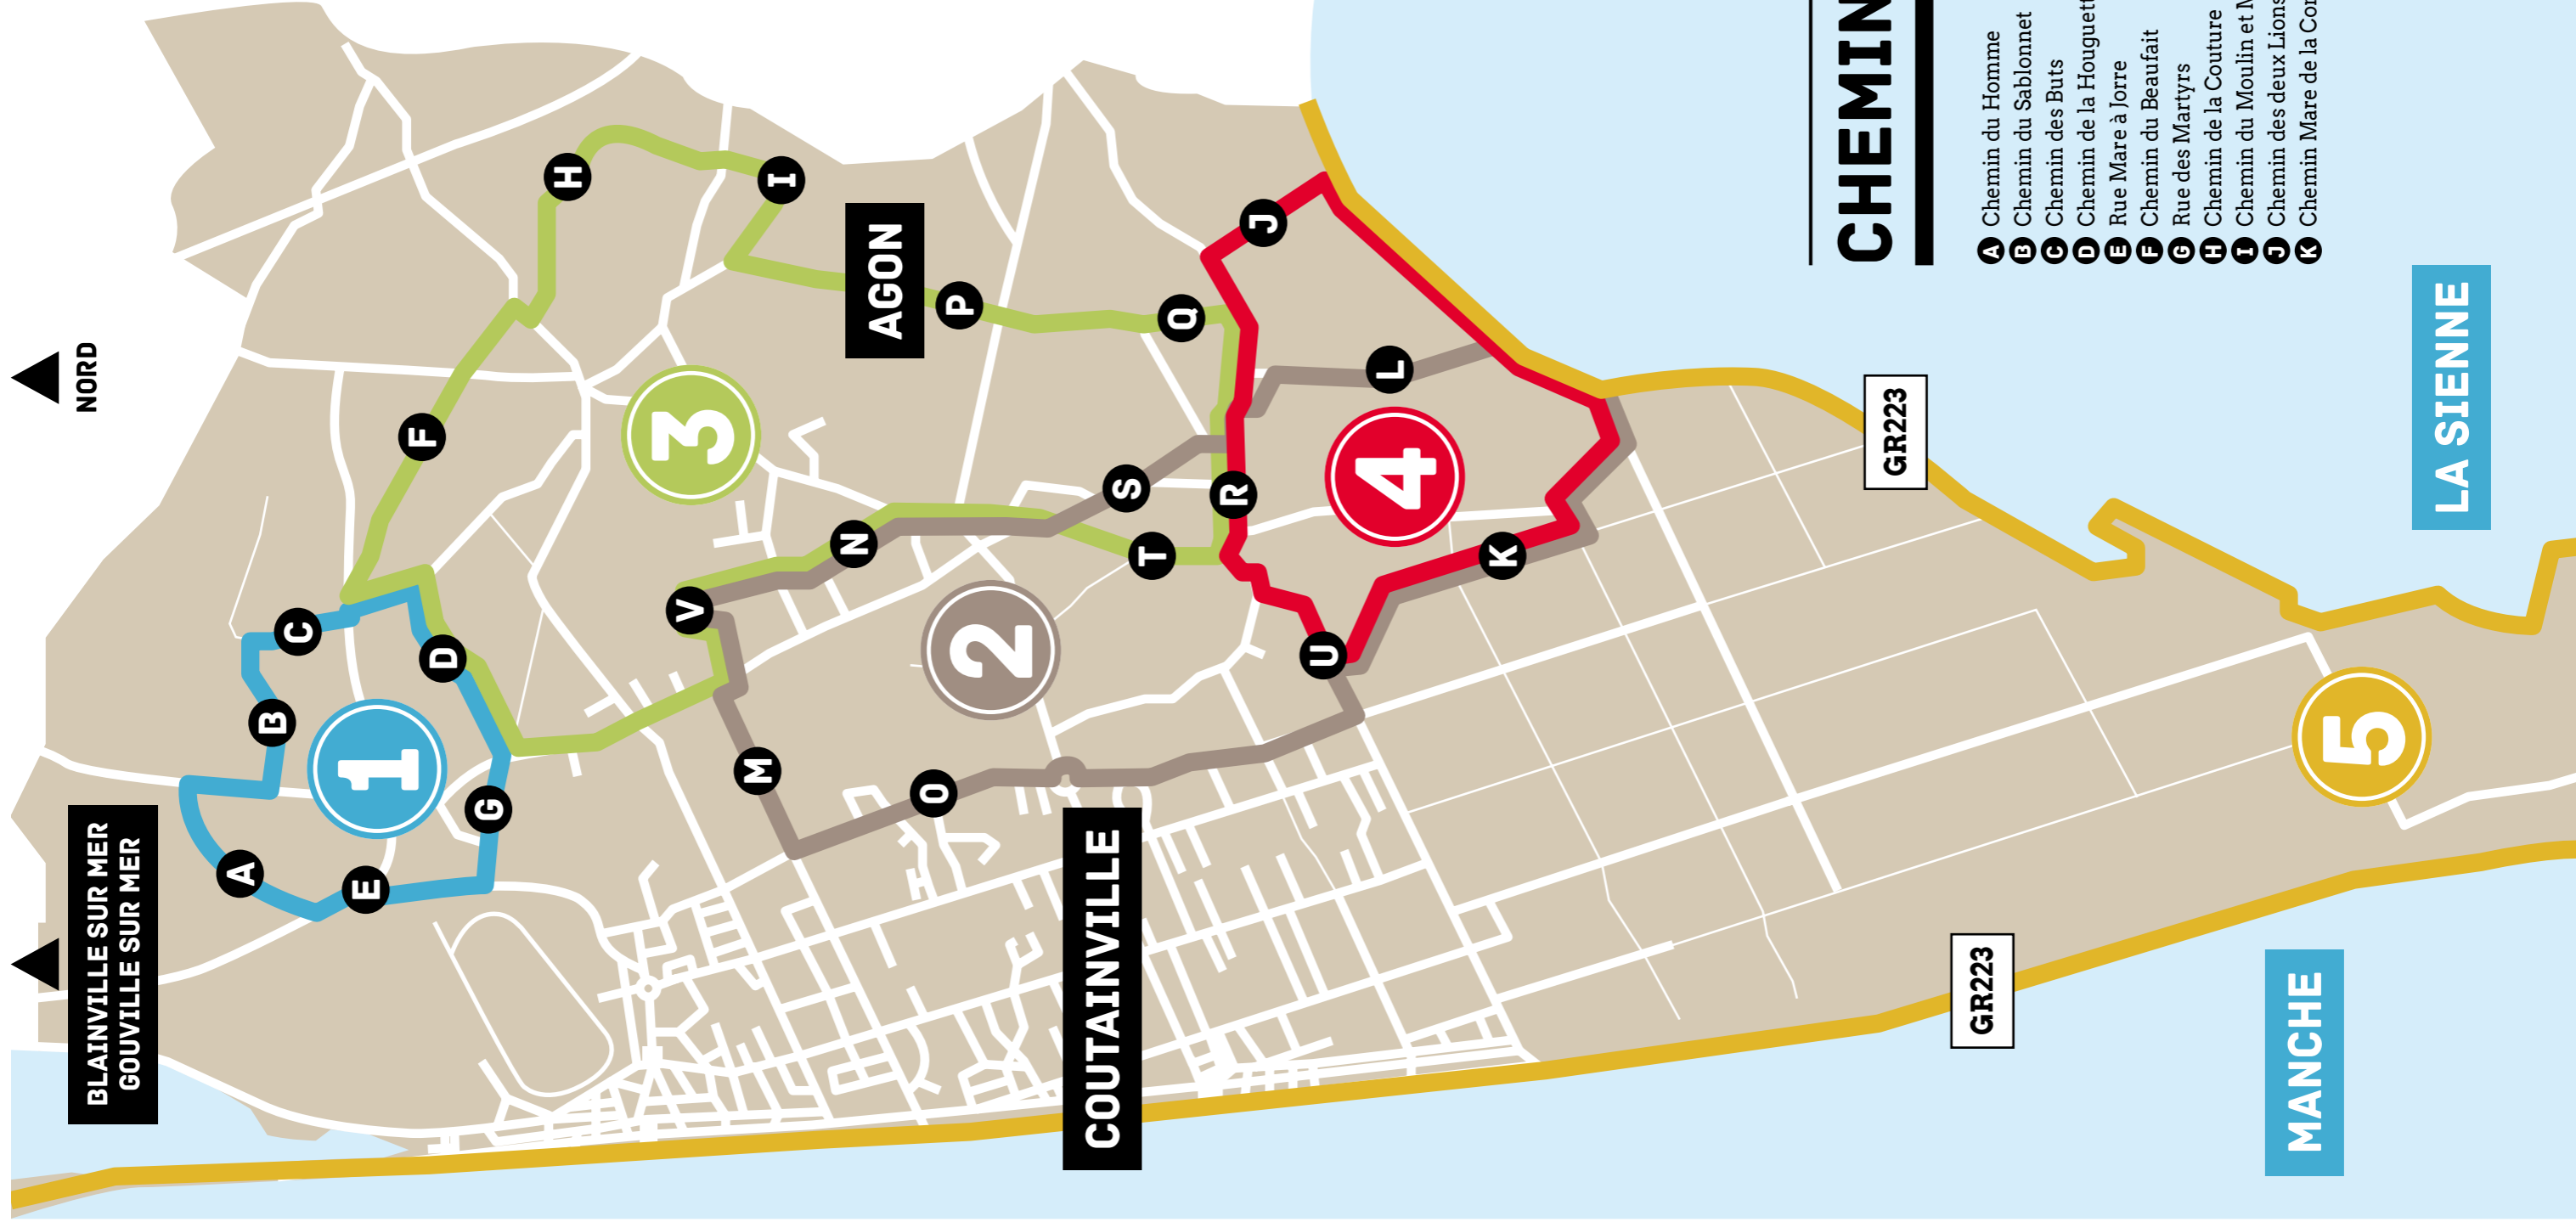 NORD
BLAINVILLE SUR MER
GOUVILLE SUR MER
A
B
C
D
E
F
G
H
I
1
3
V
N
M
O
2
AGON
P
Q
S
T
R
J
L
4
K
U
COUTAINVILLE
GR223
GR223
5
LA SIENNE
MANCHE
CHEMIN
A Chemin du Homme
B Chemin du Sablonnet
C Chemin des Buts
D Chemin de la Houguett
E Rue Mare à Jorre
F Chemin du Beaufait
G Rue des Martyrs
H Chemin de la Couture
I Chemin du Moulin et
J Chemin des deux Lions
K Chemin Mare de la Cor